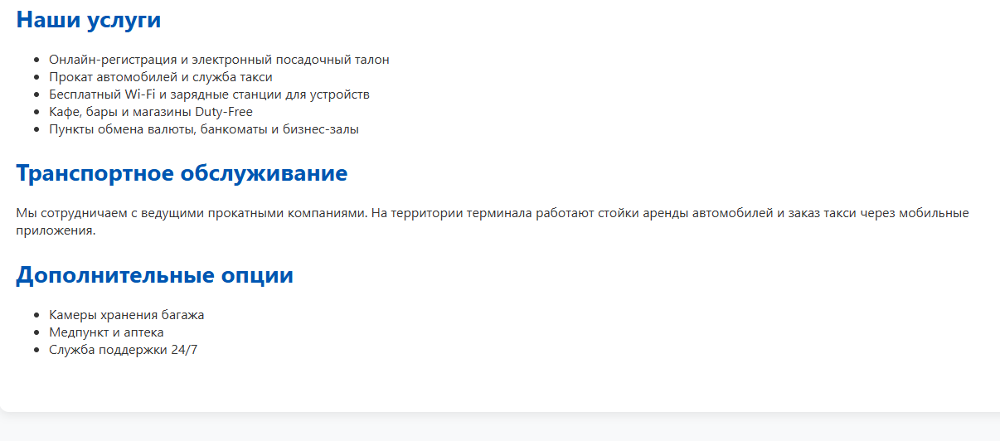 Наши услуги
Онлайн-регистрация и электронный посадочный талон
Прокат автомобилей и служба такси
Бесплатный Wi-Fi и зарядные станции для устройств
Кафе, бары и магазины Duty-Free
Пункты обмена валюты, банкоматы и бизнес-залы
Транспортное обслуживание
Мы сотрудничаем с ведущими прокатными компаниями. На территории терминала работают стойки аренды автомобилей и заказ такси через мобильные
приложения.
Дополнительные опции
Камеры хранения багажа
Медпункт и аптека
Служба поддержки 24/7